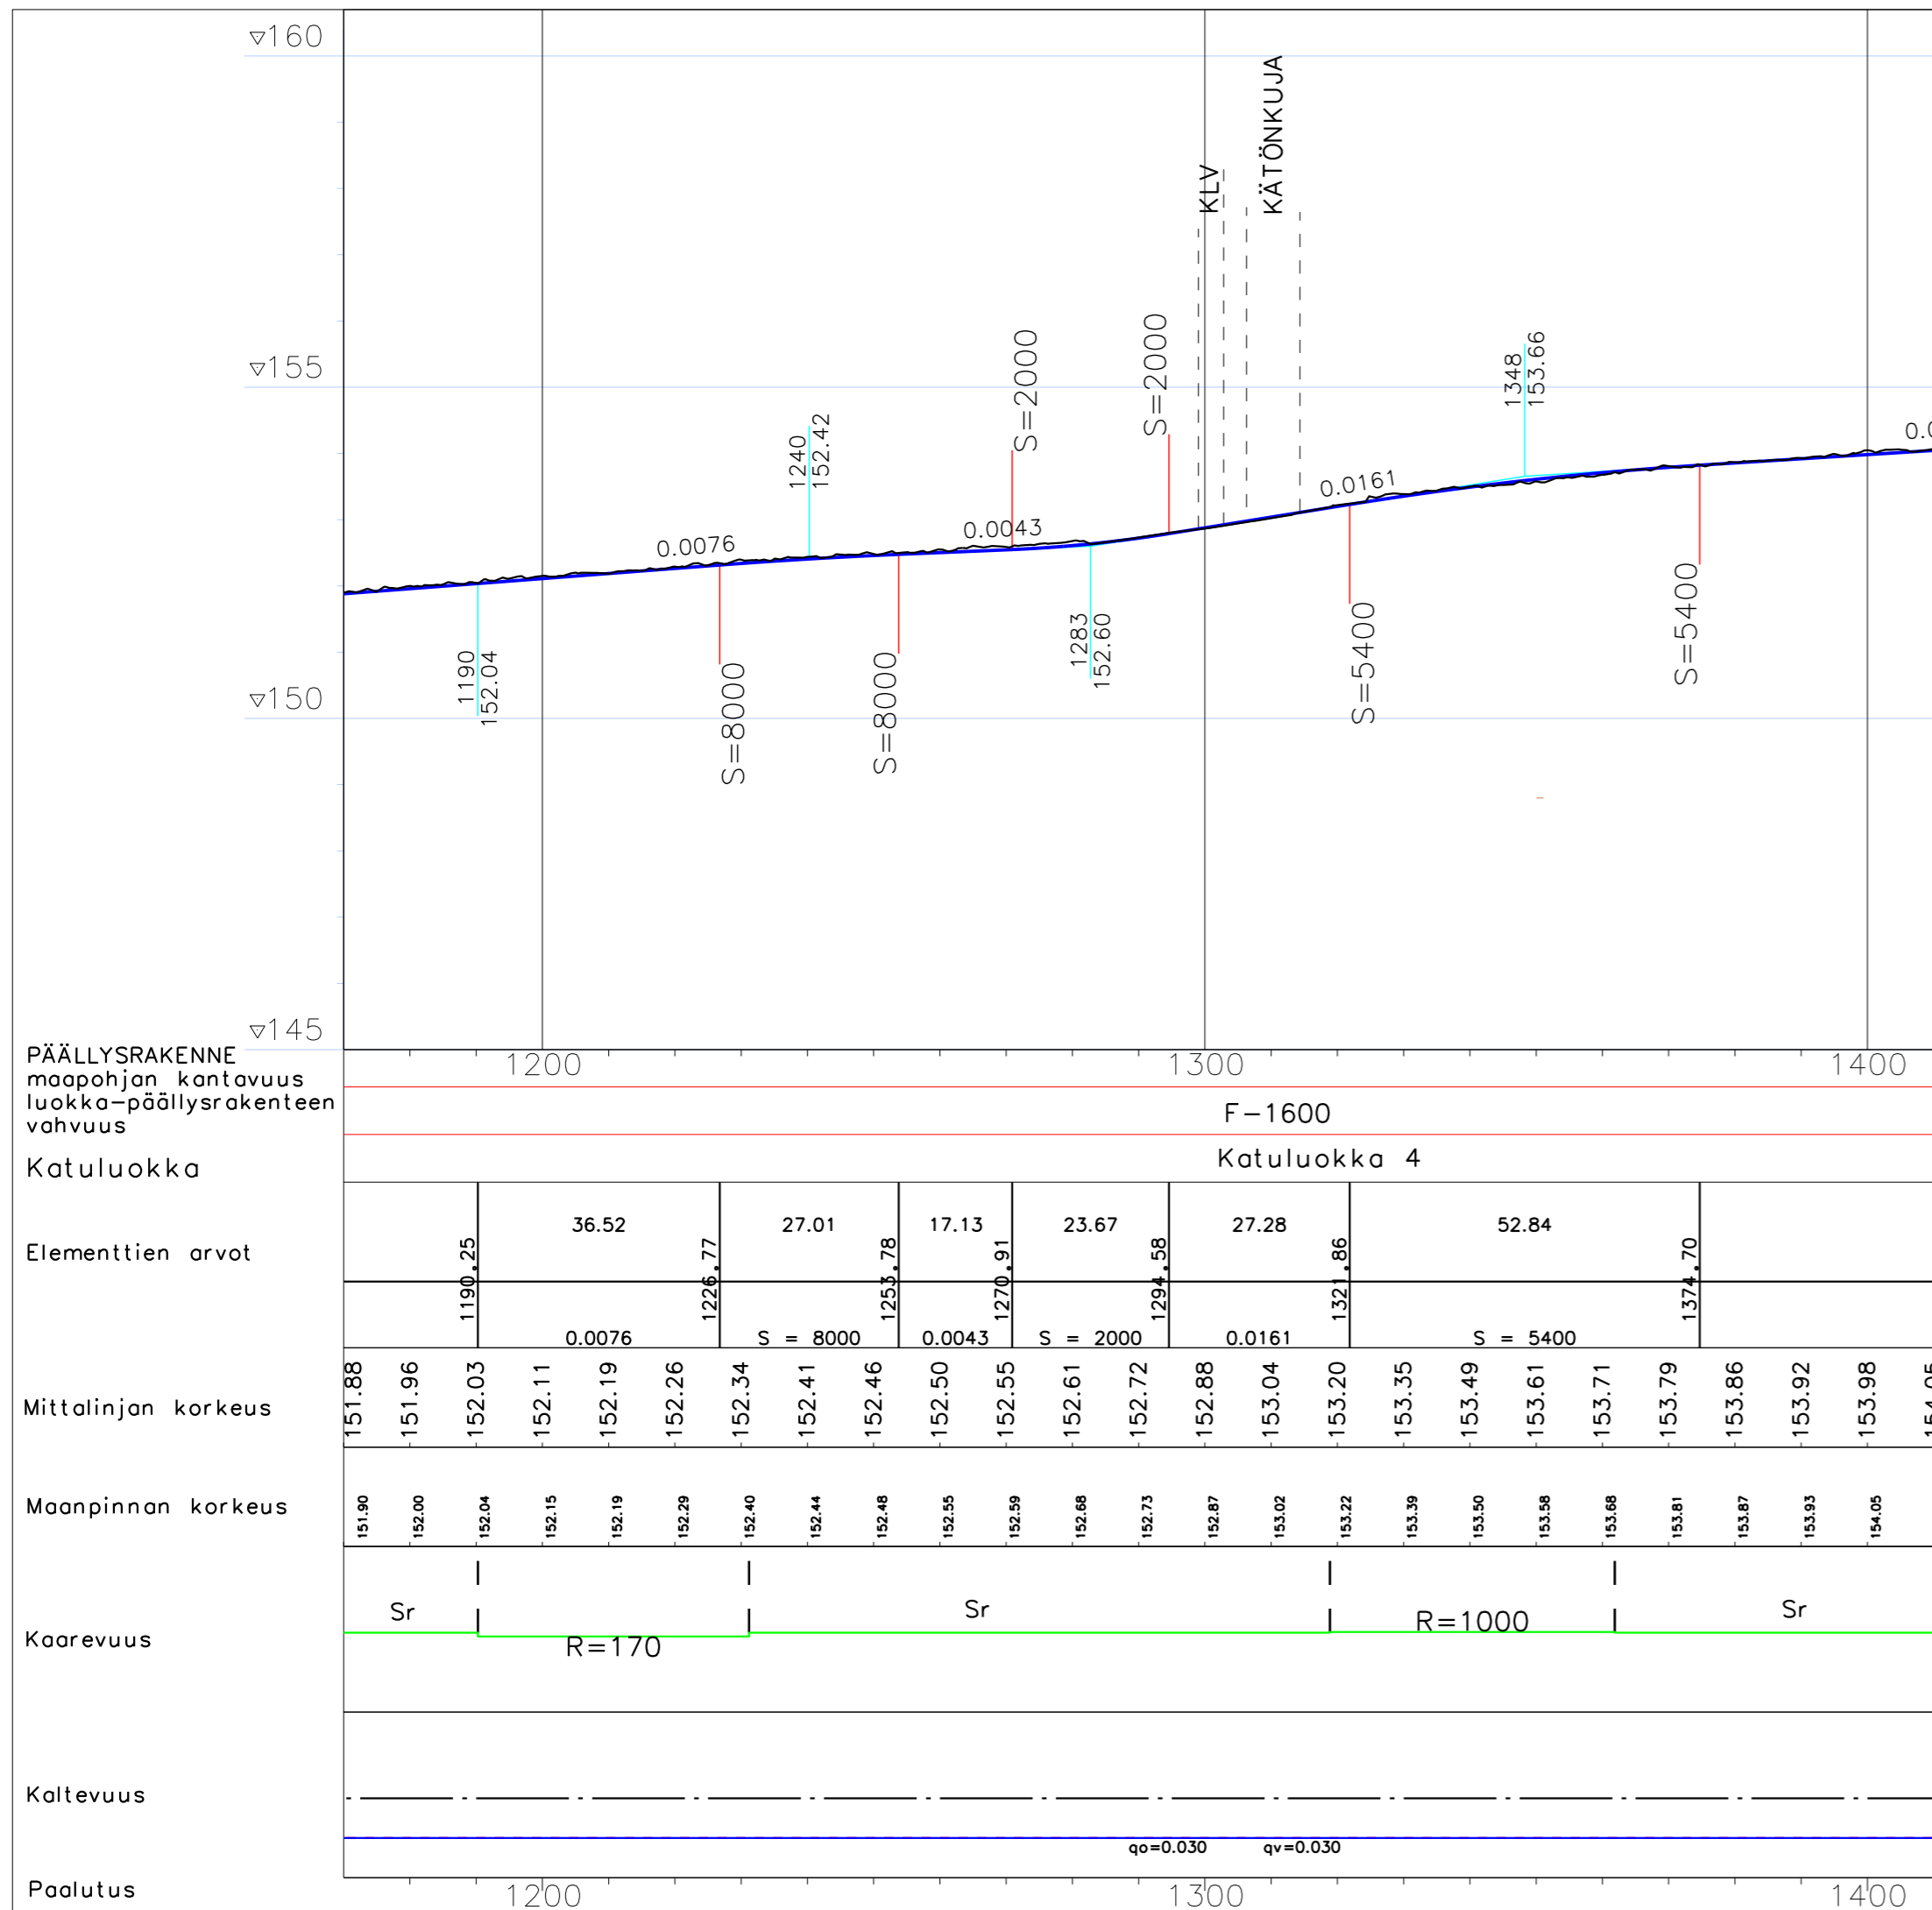 160
155
150
145
KLV
KÄTÖNKUJA
S=2000
S=2000
1348
153.66
1240
152.42
0.0076
0.0043
0.0161
1190
152.04
S=8000
S=8000
1283
152.60
S=5400
S=5400
1200
1300
1400
PÄÄLLYSRAKENNE
maapohjan kantavuus
luokka-päällysrakenteen
vahvuus
F-1600
Katuluokka
Katuluokka 4
Elementtien arvot
36.52 27.01 17.13 23.67 27.28 52.84
1190.25 1226.77 1253.78 1270.91 1294.58 1321.86 1374.70
0.0076 S = 8000 0.0043 S = 2000 0.0161 S = 5400
Mittalinjan korkeus
151.88 151.96 152.03 152.11 152.19 152.26 152.34 152.41 152.46 152.50 152.55 152.61 152.72 152.88 153.04 153.20 153.35 153.49 153.61 153.71 153.79 153.86 153.92 153.98
Maanpinnan korkeus
151.90 152.00 152.04 152.15 152.19 152.29 152.40 152.44 152.48 152.55 152.59 152.68 152.73 152.87 153.02 153.22 153.39 153.50 153.58 153.68 153.81 153.87 153.93 154.05
Kaarevuus
Sr R=170 Sr R=1000 Sr
Kaltevuus
qo=0.030 qv=0.030
Paalutus
1200 1300 1400